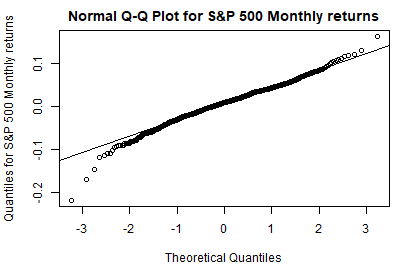 Normal Q-Q Plot for S&P 500 Monthly returns
Quantiles for S&P 500 Monthly returns
0.1
0.0
-0.1
-0.2
-3 -2 -1 0 1 2 3
Theoretical Quantiles